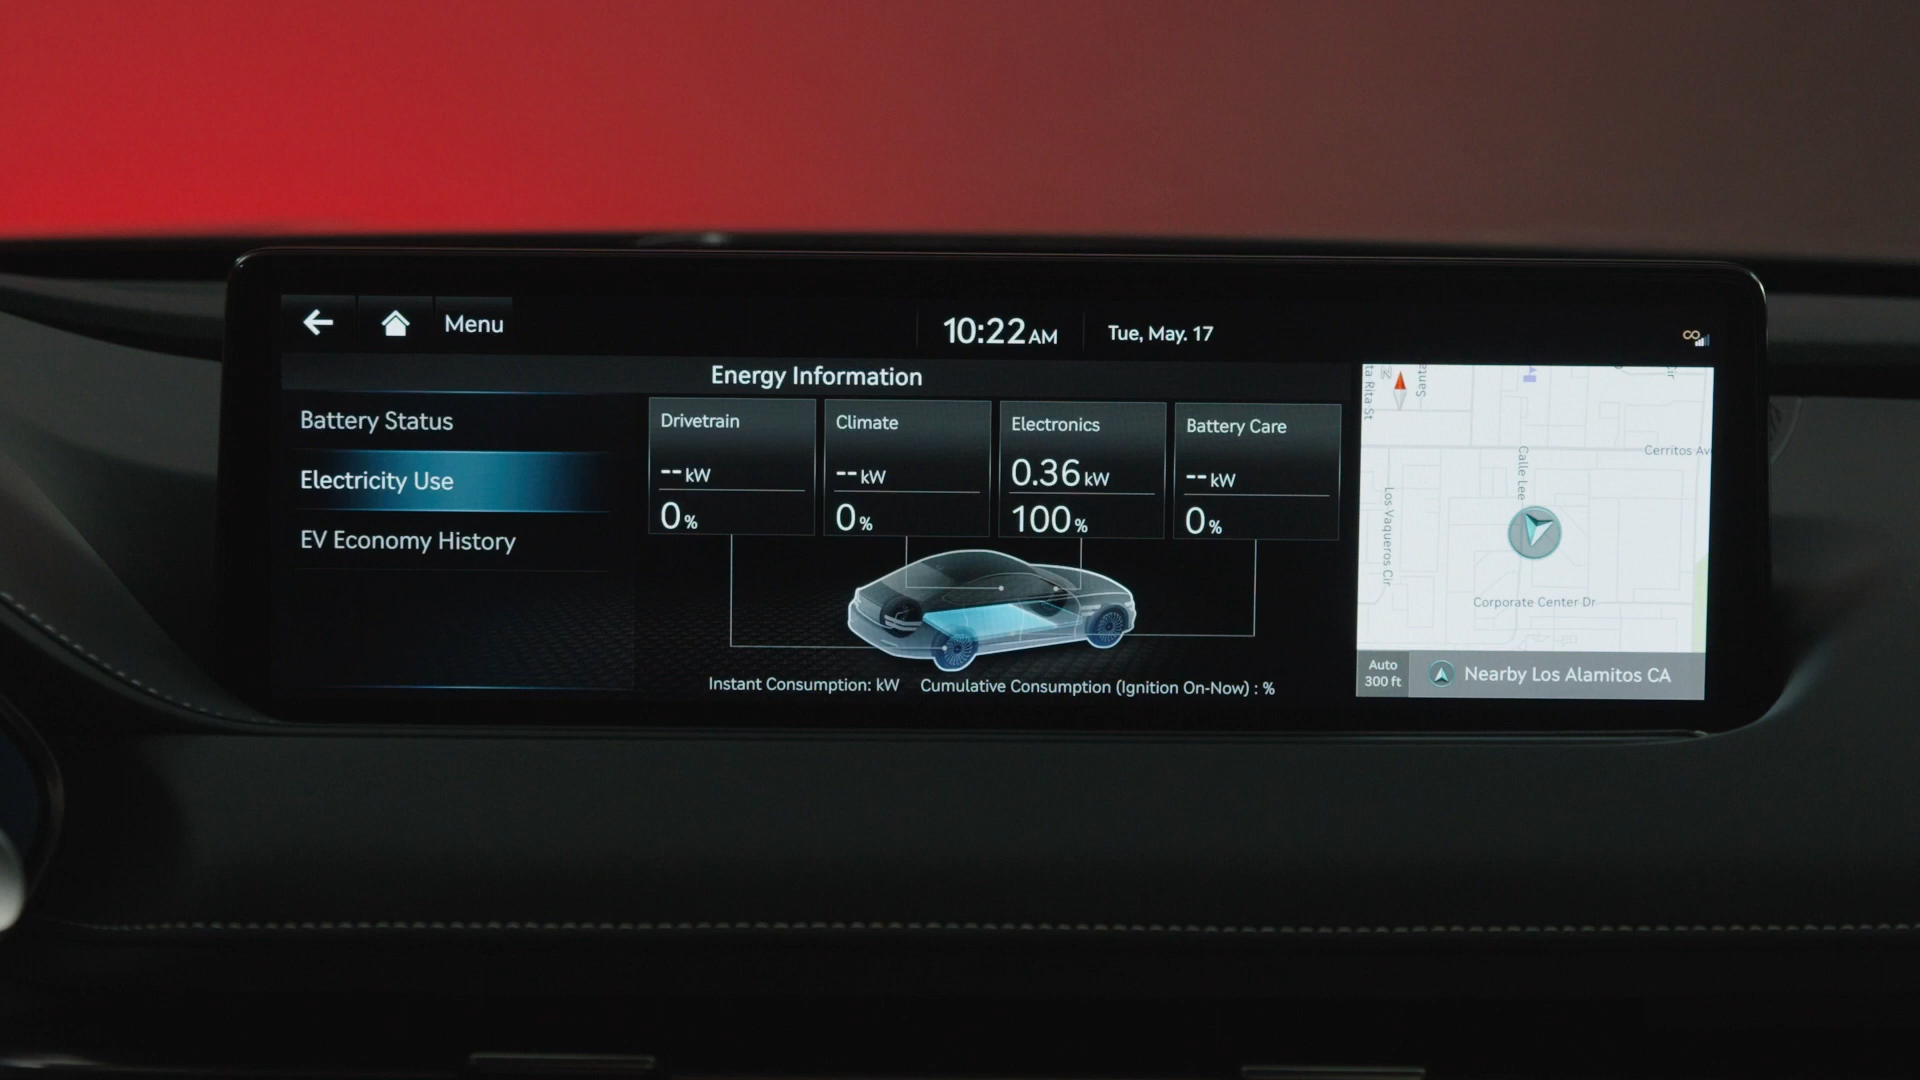 Menu
10:22 AM
Tue, May. 17
Energy Information
Battery Status
Electricity Use
EV Economy History
Drivetrain
-- kW
0 %
Climate
-- kW
0 %
Electronics
0.36 kW
100 %
Battery Care
-- kW
0 %
Instant Consumption: kW
Cumulative Consumption (Ignition On-Now) : %
ta Rita St
Santa
Cerritos Av
Calle Lee
Los Vaqueros Cir
Corporate Center Dr
Auto
300 ft
Nearby Los Alamitos CA